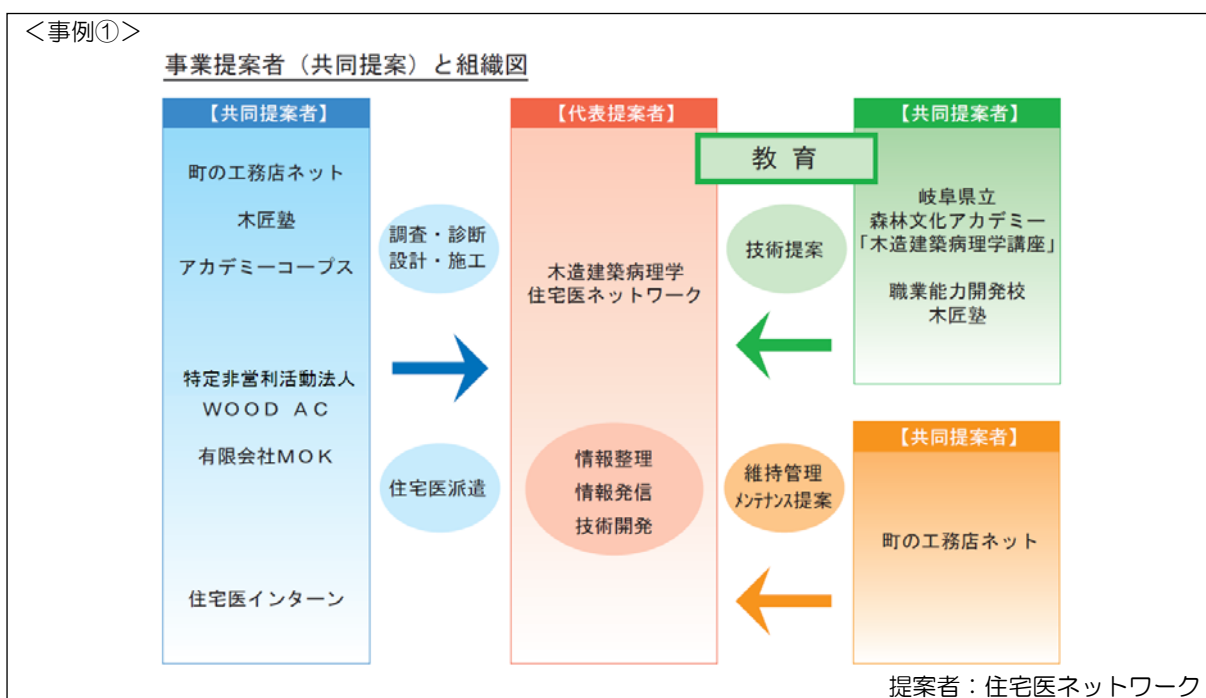 ＜事例①＞
事業提案者（共同提案）と組織図
【共同提案者】
町の工務店ネット
木匠塾
アカデミーコープス
特定非営利活動法人
ＷＯＯＤ ＡＣ
有限会社ＭＯＫ
住宅医インターン
調査・診断
設計・施工
住宅医派遣
【代表提案者】
木造建築病理学
住宅医ネットワーク
情報整理
情報発信
技術開発
教育
技術提案
維持管理
ﾒﾝﾃﾅﾝｽ提案
【共同提案者】
岐阜県立
森林文化アカデミー
「木造建築病理学講座」
職業能力開発校
木匠塾
【共同提案者】
町の工務店ネット
提案者：住宅医ネットワーク